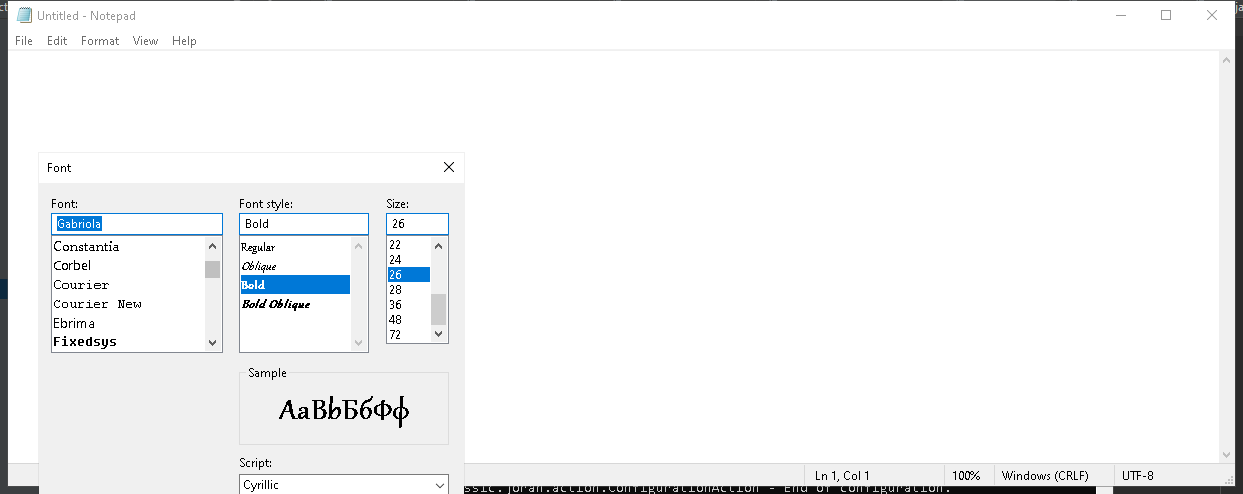 Untitled - Notepad
File Edit Format View Help
Font
Font: Font style: Size:
Gabriola Bold 26
Constantia
Corbel
Courier
Courier New
Ebrima
Fixedsys
Regular
Oblique
Bold
Bold Oblique
22
24
26
28
36
48
72
Sample
AaBbБбФф
Script:
Cyrillic
Ln 1, Col 1 100% Windows (CRLF) UTF-8
ssic.joran.action.ConfigurationAction - End of configuration.